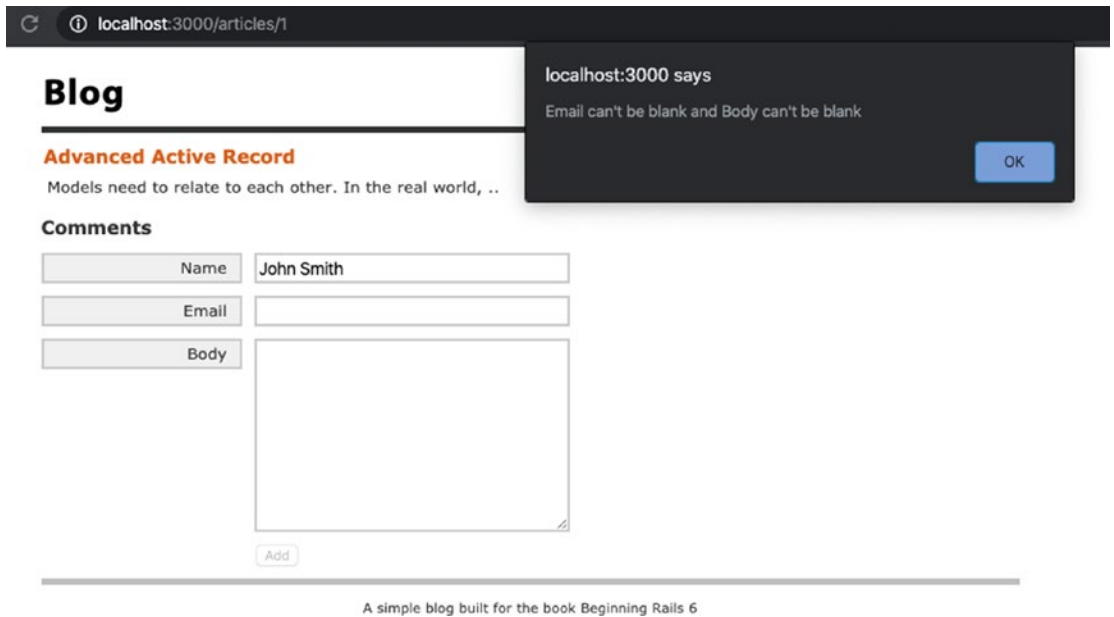 localhost:3000/articles/1
localhost:3000 says
Email can't be blank and Body can't be blank
OK
Blog
Advanced Active Record
Models need to relate to each other. In the real world, ..
Comments
Name John Smith
Email
Body
Add
A simple blog built for the book Beginning Rails 6